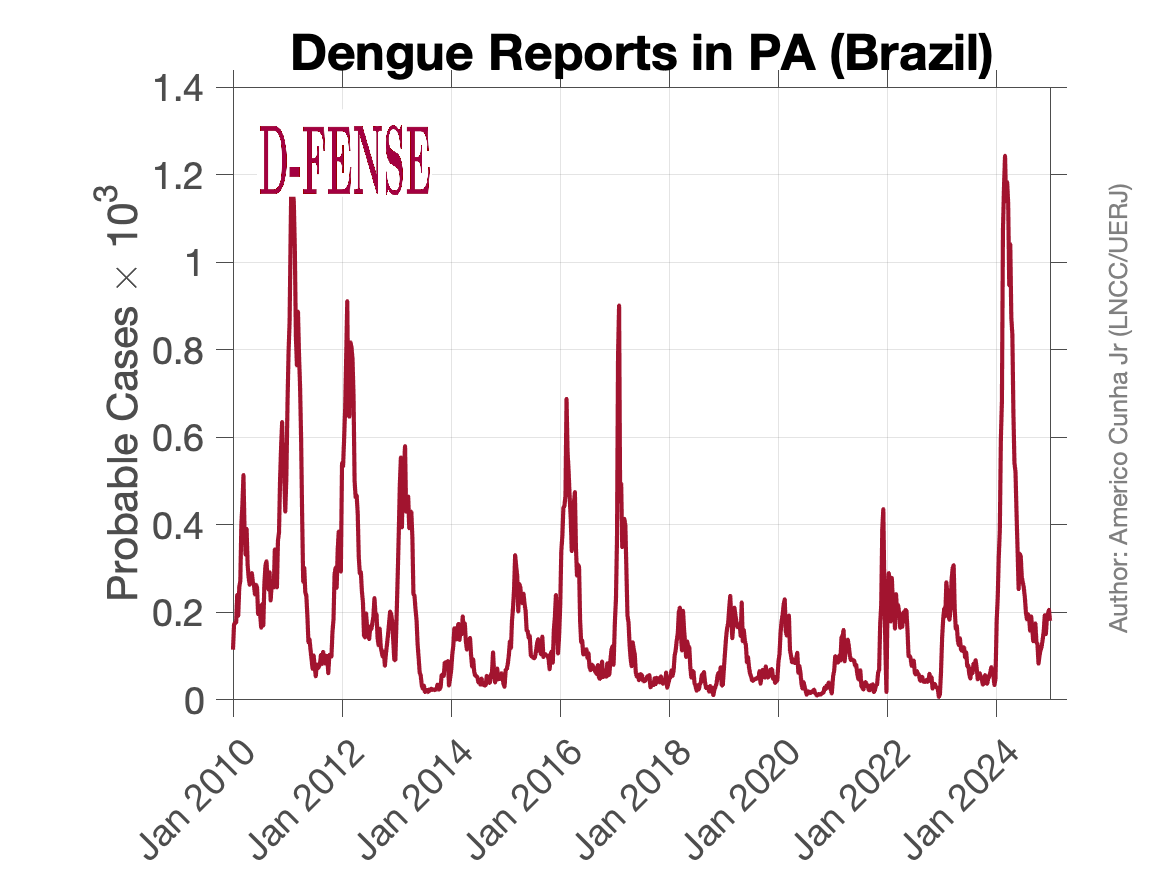 Dengue Reports in PA (Brazil)
D-FENSE
1.4
1.2
1
0.8
0.6
0.4
0.2
0
Probable Cases × 10³
Jan 2010
Jan 2012
Jan 2014
Jan 2016
Jan 2018
Jan 2020
Jan 2022
Jan 2024
Author: Americo Cunha Jr (LNCC/UERJ)